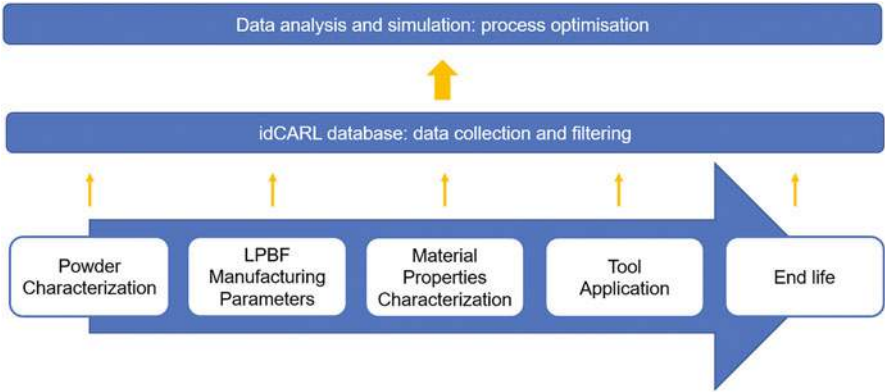 Data analysis and simulation: process optimisation
idCARL database: data collection and filtering
Powder
Characterization
LPBF
Manufacturing
Parameters
Material
Properties
Characterization
Tool
Application
End life